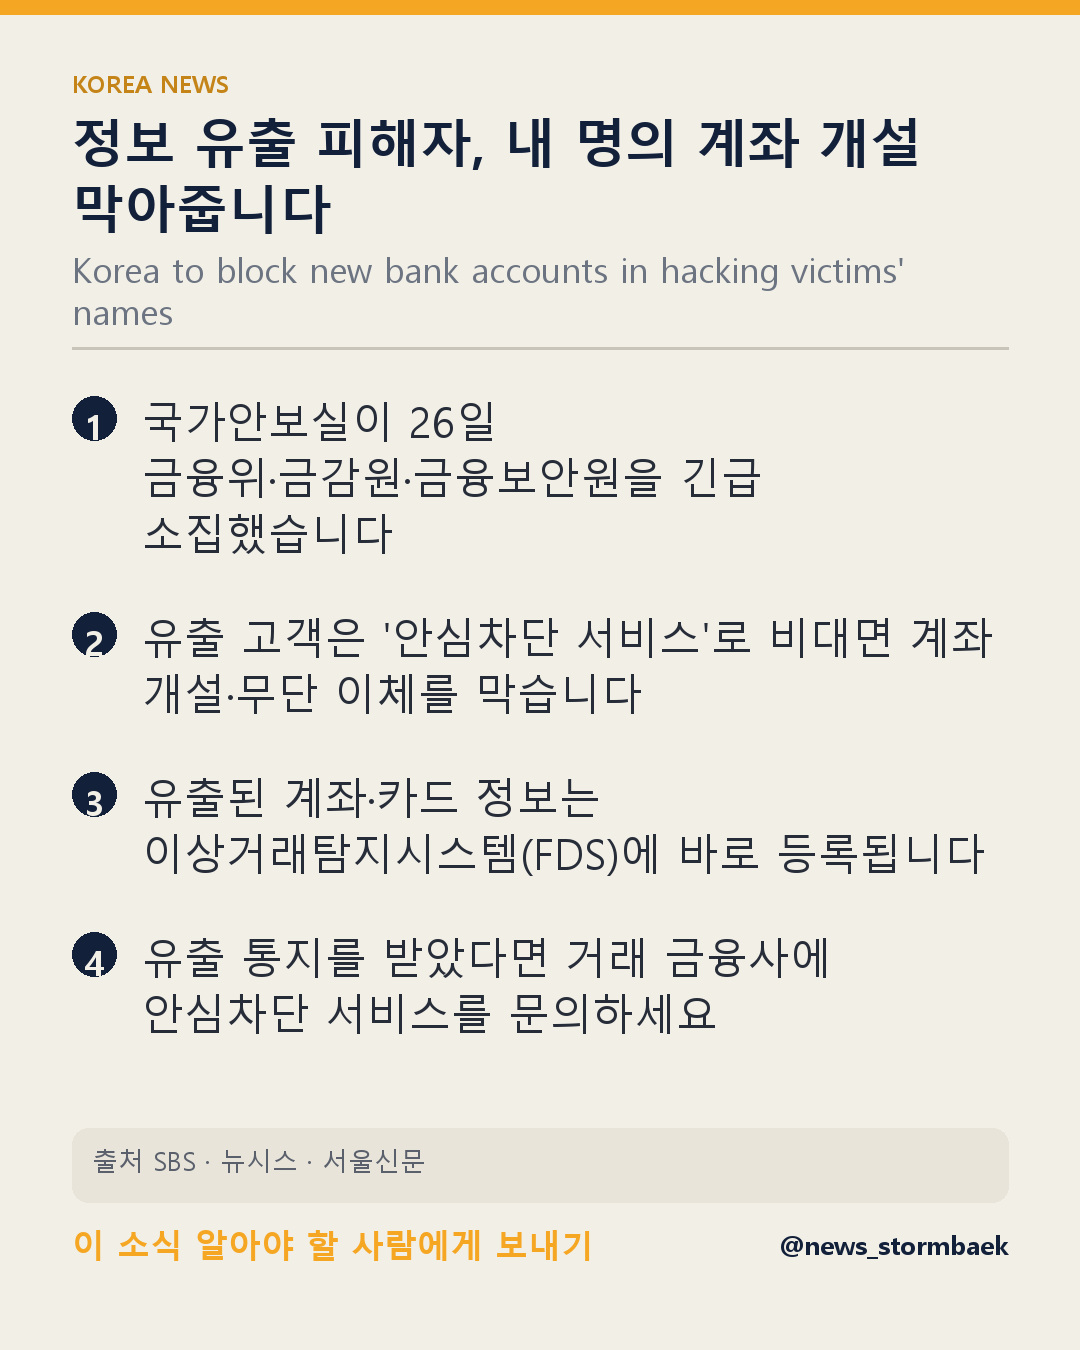 KOREA NEWS
정보 유출 피해자, 내 명의 계좌 개설
막아줍니다
Korea to block new bank accounts in hacking victims'
names
1 국가안보실이 26일
금융위·금감원·금융보안원을 긴급
소집했습니다
2 유출 고객은 '안심차단 서비스'로 비대면 계좌
개설·무단 이체를 막습니다
3 유출된 계좌·카드 정보는
이상거래탐지시스템(FDS)에 바로 등록됩니다
4 유출 통지를 받았다면 거래 금융사에
안심차단 서비스를 문의하세요
출처 SBS · 뉴시스 · 서울신문
이 소식 알아야 할 사람에게 보내기
@news_stormbaek